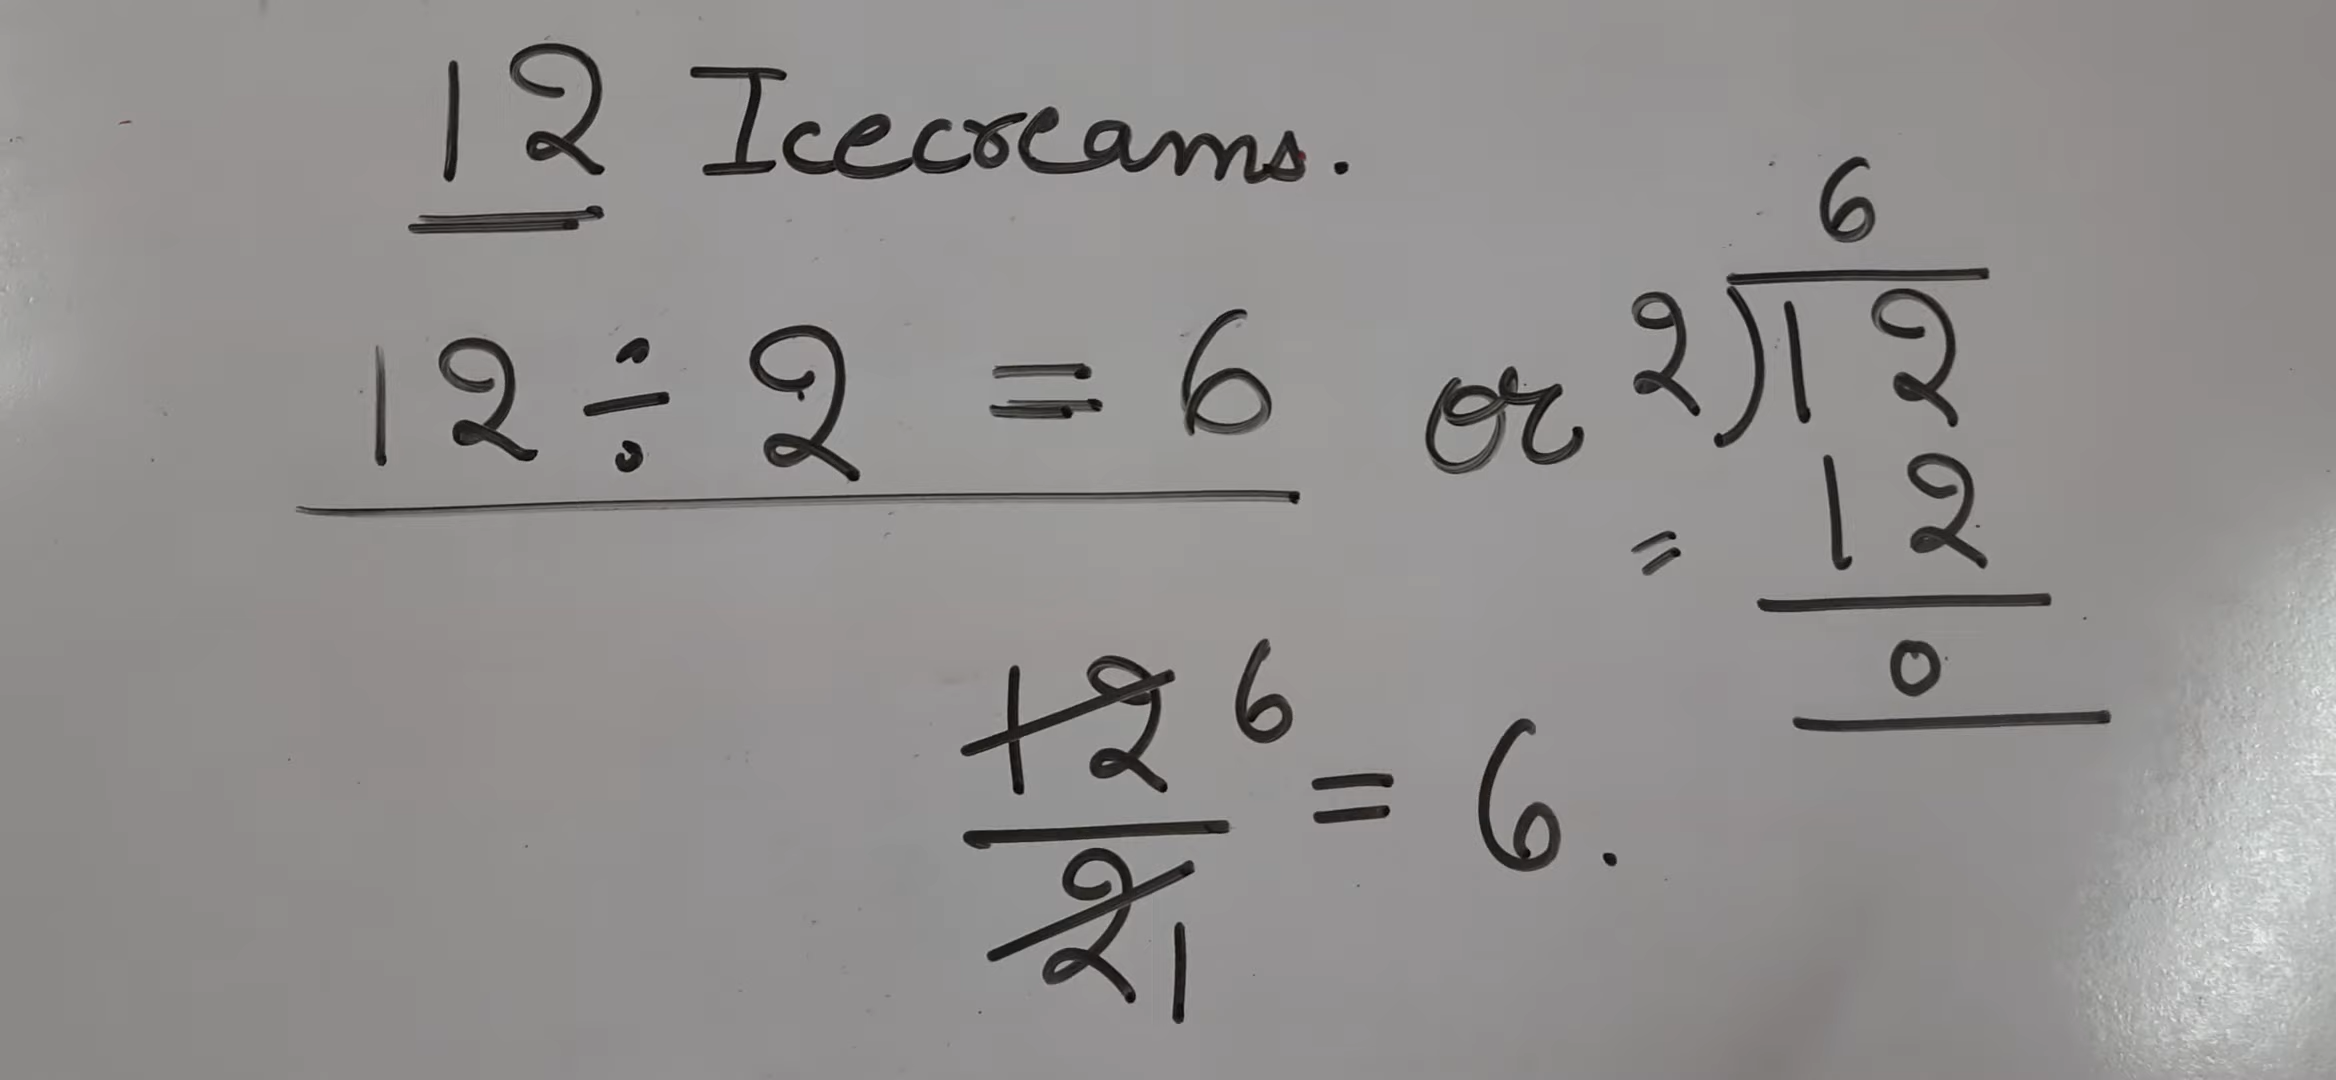 12 Icecreams.
12 ÷ 2 = 6 or 2)12
6
= 12
0
12 6
2 1 = 6.